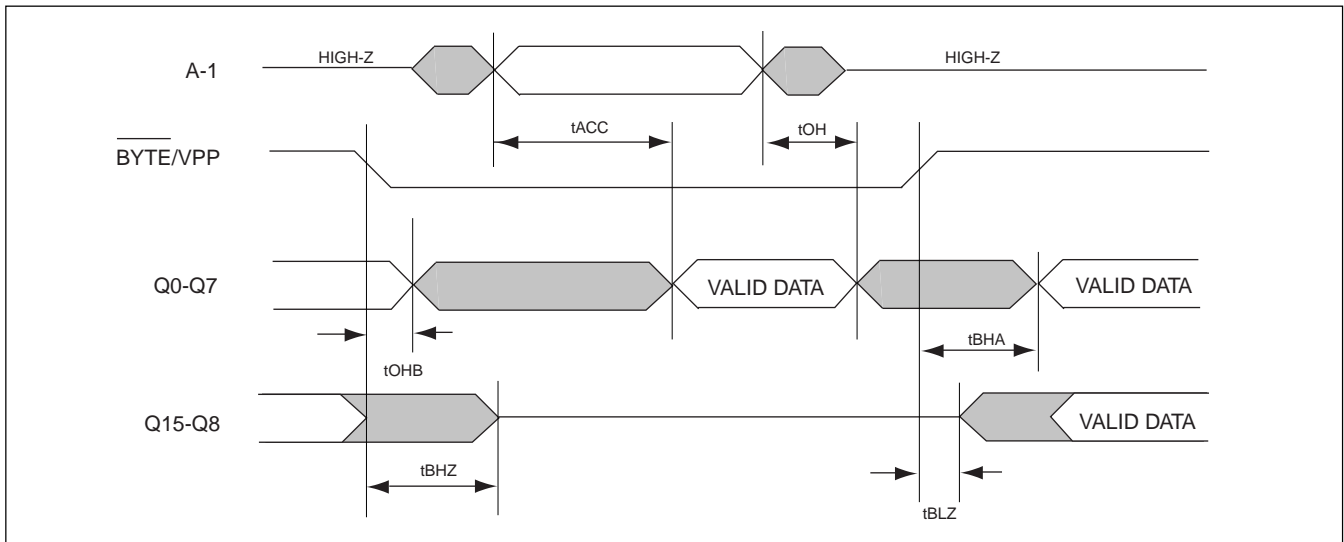 A-1
HIGH-Z
HIGH-Z
tACC
tOH
BYTE/VPP
Q0-Q7
VALID DATA
VALID DATA
tOHB
tBHA
Q15-Q8
VALID DATA
tBHZ
tBLZ